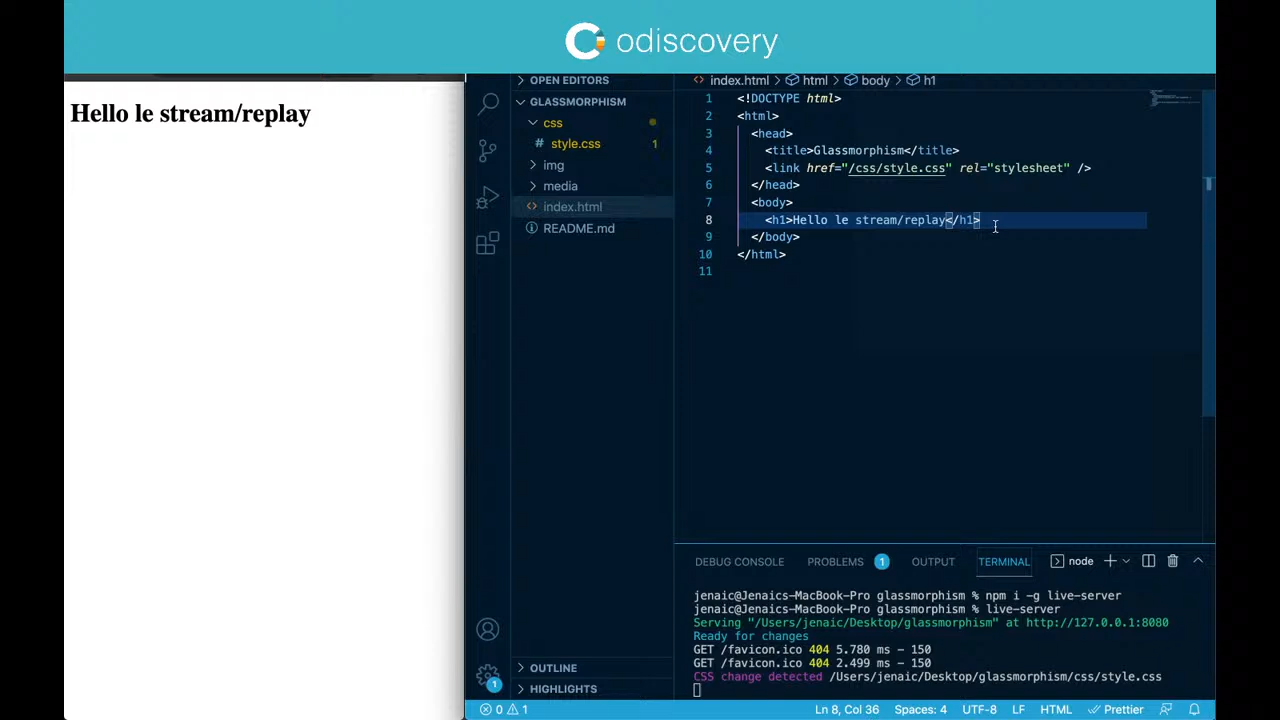 Codiscovery
Hello le stream/replay
OPEN EDITORS
GLASSMORPHISM
css
# style.css 1
img
media
<> index.html
README.md
OUTLINE
HIGHLIGHTS
1
<> index.html > html > body > h1
1 <!DOCTYPE html>
2 <html>
3 <head>
4 <title>Glassmorphism</title>
5 <link href="/css/style.css" rel="stylesheet" />
6 </head>
7 <body>
8 <h1>Hello le stream/replay</h1>
9 </body>
10 </html>
11
DEBUG CONSOLE PROBLEMS 1 OUTPUT TERMINAL node
jenaic@Jenaics-MacBook-Pro glassmorphism % npm i -g live-server
jenaic@Jenaics-MacBook-Pro glassmorphism % live-server
Serving "/Users/jenaic/Desktop/glassmorphism" at http://127.0.0.1:8080
Ready for changes
GET /favicon.ico 404 5.780 ms - 150
GET /favicon.ico 404 2.499 ms - 150
CSS change detected /Users/jenaic/Desktop/glassmorphism/css/style.css
0 1 Ln 8, Col 36 Spaces: 4 UTF-8 LF HTML Prettier